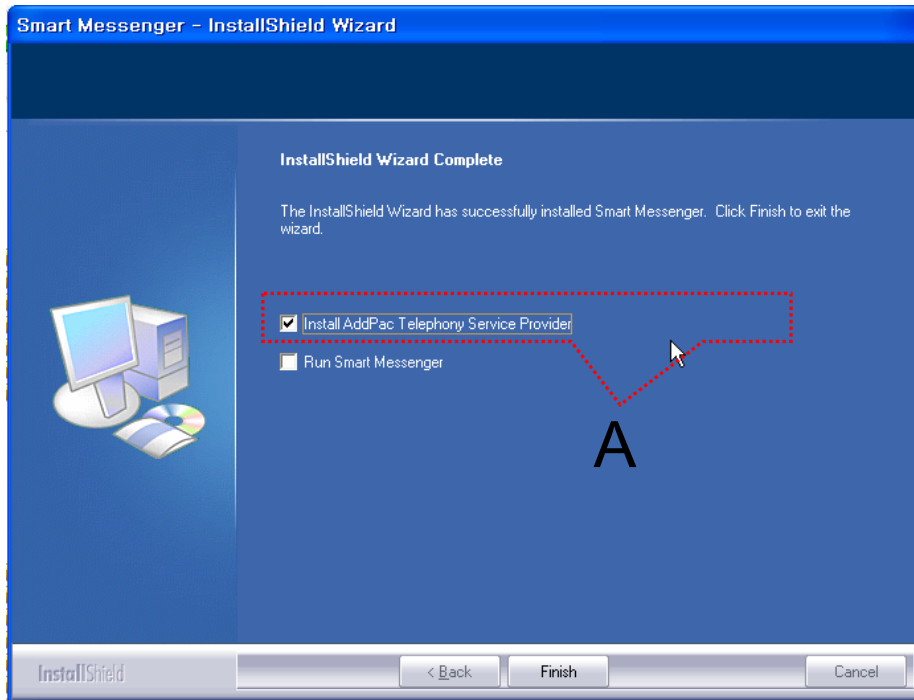 Smart Messenger - InstallShield Wizard
InstallShield Wizard Complete
The InstallShield Wizard has successfully installed Smart Messenger. Click Finish to exit the
wizard.
Install AddPac Telephony Service Provider
Run Smart Messenger
A
InstallShield
< Back
Finish
Cancel